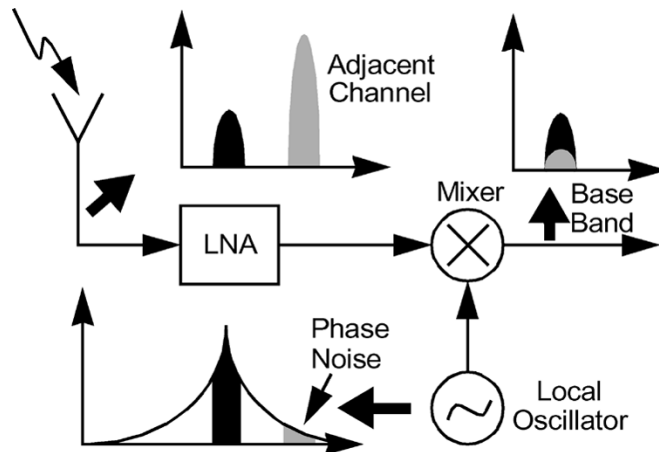 Adjacent
Channel
Mixer
Base
Band
LNA
Phase
Noise
Local
Oscillator